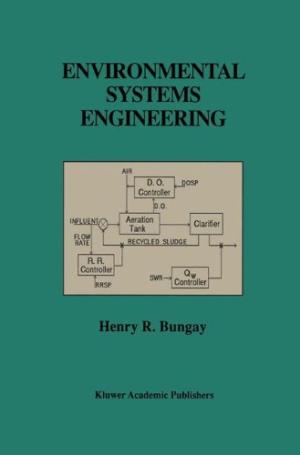 ENVIRONMENTAL
SYSTEMS
ENGINEERING
AIR
D. O.
Controller
DOSP
D.O.
INFLUENT
Aeration
Tank
Clarifier
FLOW
RATE
RECYCLED SLUDGE
R. R.
Controller
RRSP
SWR
Qw
Controller
Henry R. Bungay
Kluwer Academic Publishers